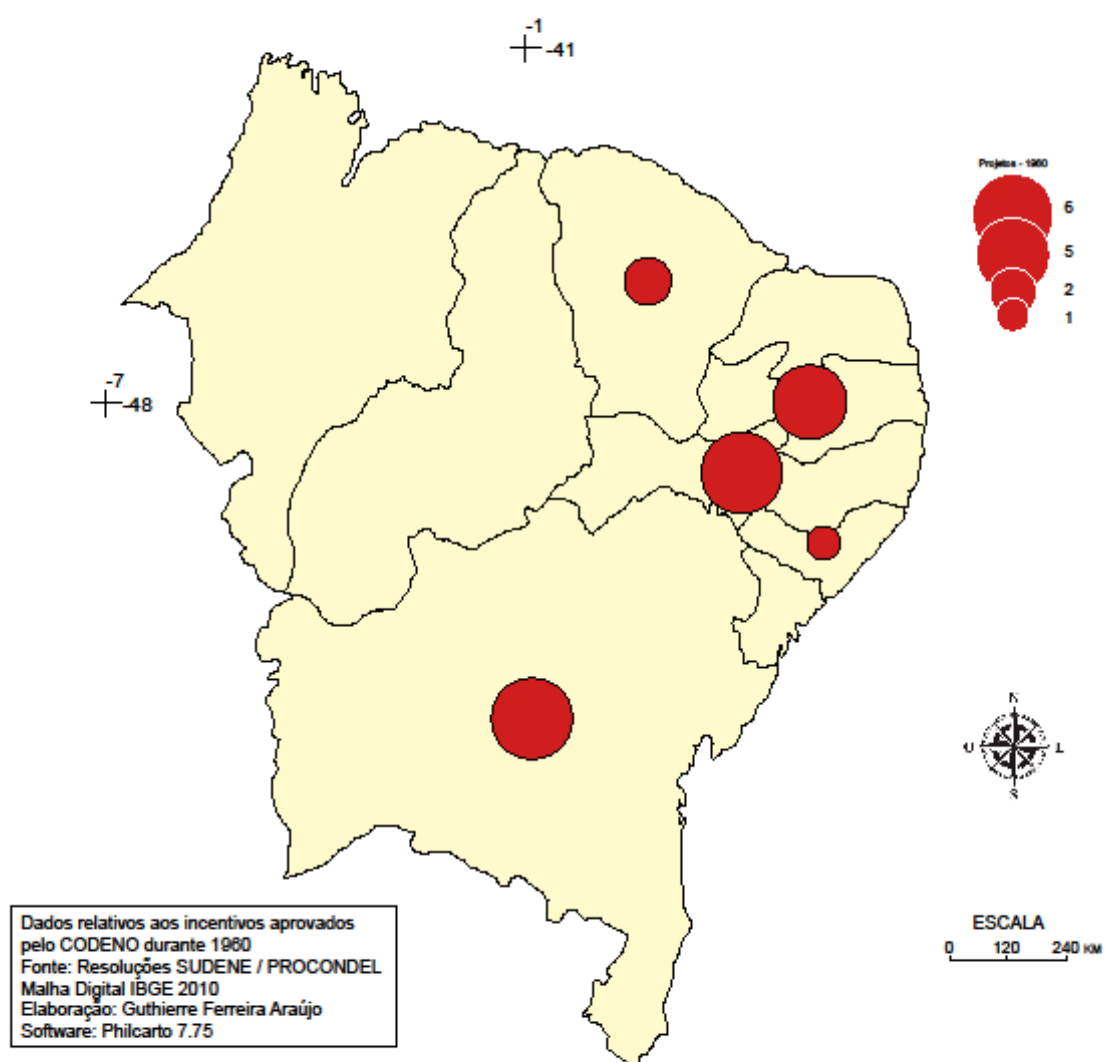 -1
-41
Projetos - 1960
6
5
2
1
-7
-48
N
O L
S
ESCALA
0 120 240 KM
Dados relativos aos incentivos aprovados
pelo CODENO durante 1960
Fonte: Resoluções SUDENE / PROCONDEL
Malha Digital IBGE 2010
Elaboração: Guthierre Ferreira Araújo
Software: Philcarto 7.75